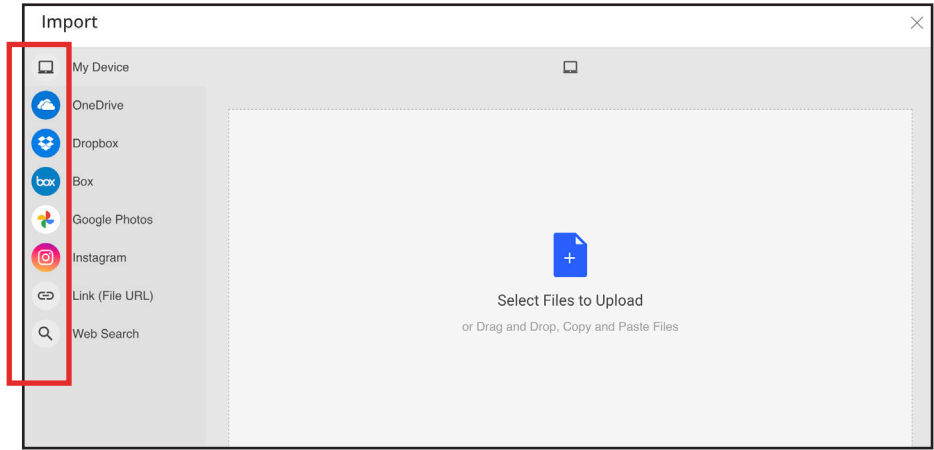 Import
My Device
OneDrive
Dropbox
box
Box
Google Photos
Instagram
Link (File URL)
Web Search
Select Files to Upload
or Drag and Drop, Copy and Paste Files